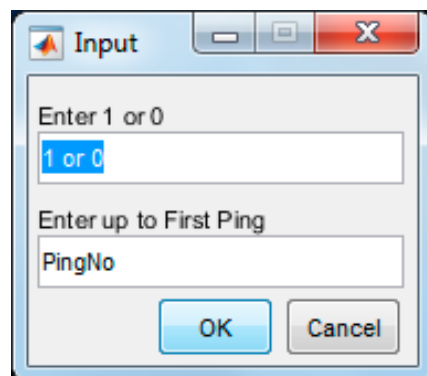 Input
Enter 1 or 0
1 or 0
Enter up to First Ping
PingNo
OK Cancel